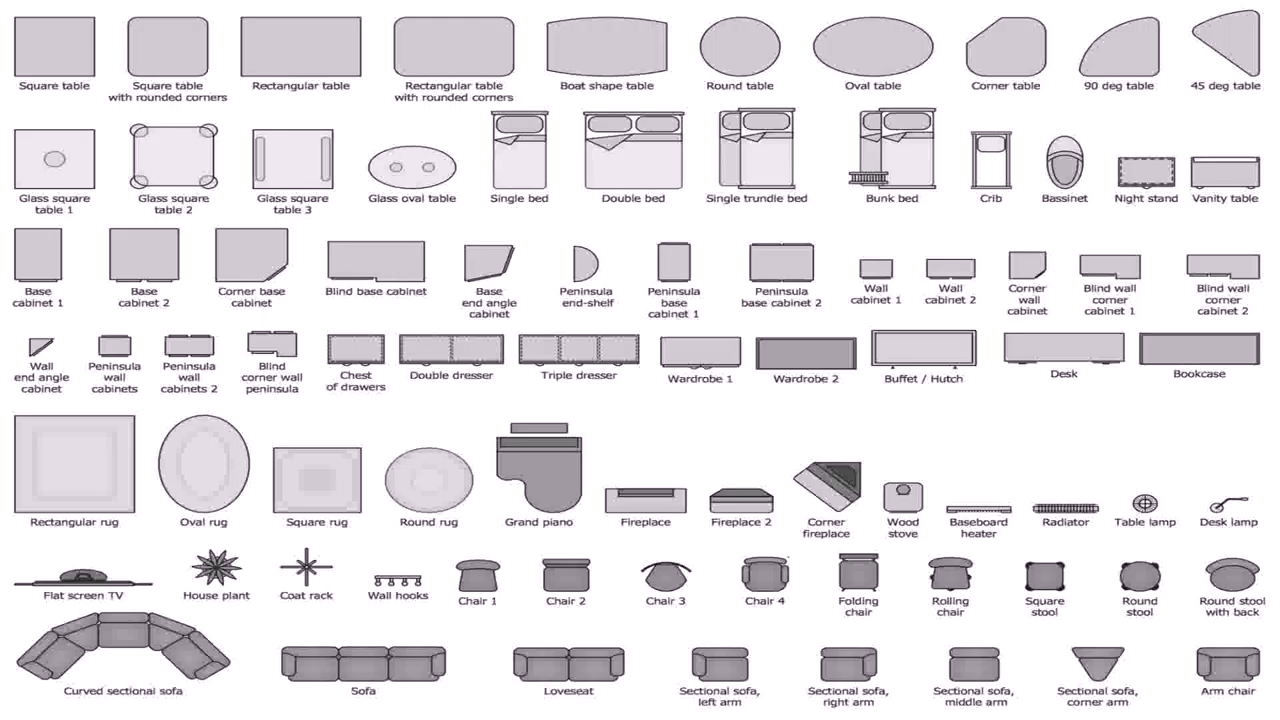 Square table
Square table
with rounded corners
Rectangular table
Rectangular table
with rounded corners
Boat shape table
Round table
Oval table
Corner table
90 deg table
45 deg table
Glass square
table 1
Glass square
table 2
Glass square
table 3
Glass oval table
Single bed
Double bed
Single trundle bed
Bunk bed
Crib
Bassinet
Night stand
Vanity table
Base
cabinet 1
Base
cabinet 2
Corner base
cabinet
Blind base cabinet
Base
end angle
cabinet
Peninsula
end-shelf
Peninsula
base
cabinet 1
Peninsula
base cabinet 2
Wall
cabinet 1
Wall
cabinet 2
Corner
wall
cabinet
Blind wall
corner
cabinet 1
Blind wall
corner
cabinet 2
Wall
end angle
cabinet
Peninsula
wall
cabinets
Peninsula
wall
cabinets 2
Blind
corner wall
peninsula
Chest
of drawers
Double dresser
Triple dresser
Wardrobe 1
Wardrobe 2
Buffet / Hutch
Desk
Bookcase
Rectangular rug
Oval rug
Square rug
Round rug
Grand piano
Fireplace
Fireplace 2
Corner
fireplace
Wood
stove
Baseboard
heater
Radiator
Table lamp
Desk lamp
Flat screen TV
House plant
Coat rack
Wall hooks
Chair 1
Chair 2
Chair 3
Chair 4
Folding
chair
Rolling
chair
Square
stool
Round
stool
Round stool
with back
Curved sectional sofa
Sofa
Loveseat
Sectional sofa,
left arm
Sectional sofa,
right arm
Sectional sofa,
middle arm
Sectional sofa,
corner arm
Arm chair